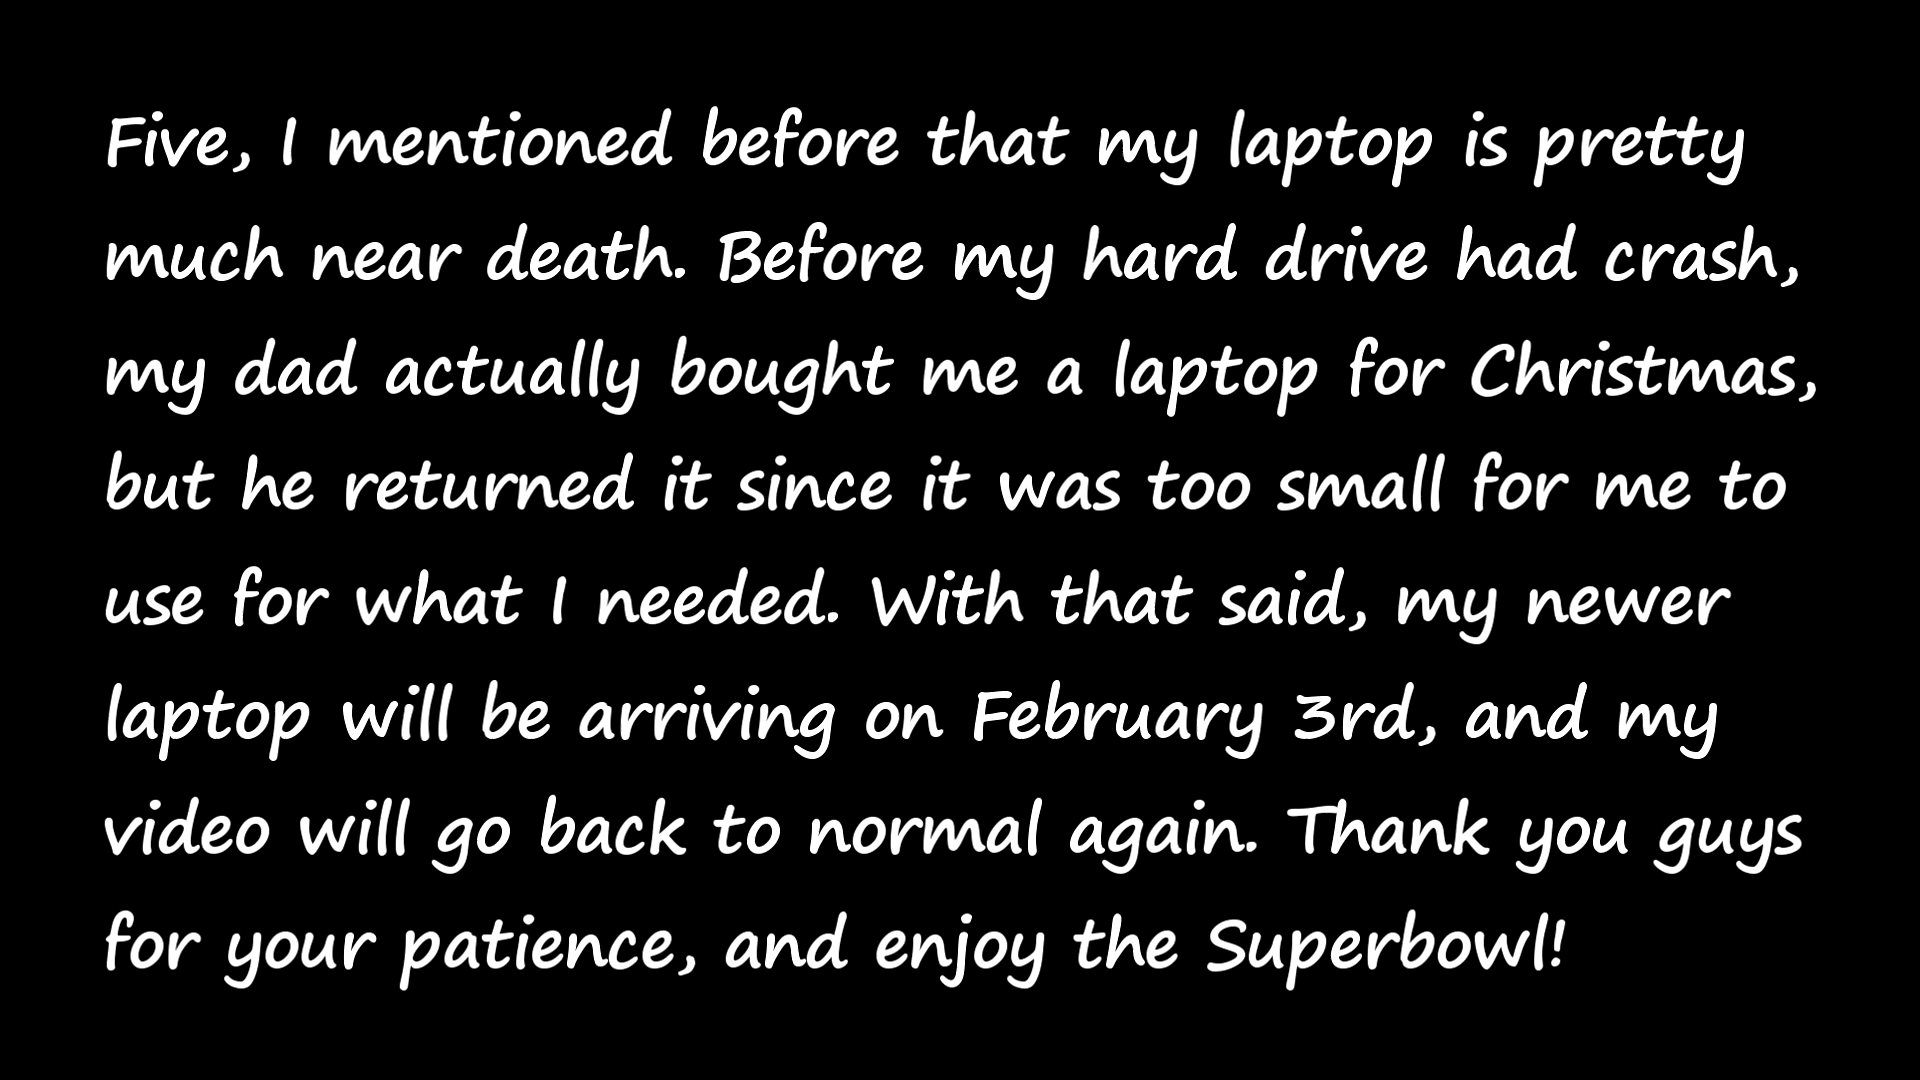 Five, I mentioned before that my laptop is pretty
much near death. Before my hard drive had crash,
my dad actually bought me a laptop for Christmas,
but he returned it since it was too small for me to
use for what I needed. With that said, my newer
laptop will be arriving on February 3rd, and my
video will go back to normal again. Thank you guys
for your patience, and enjoy the Superbowl!